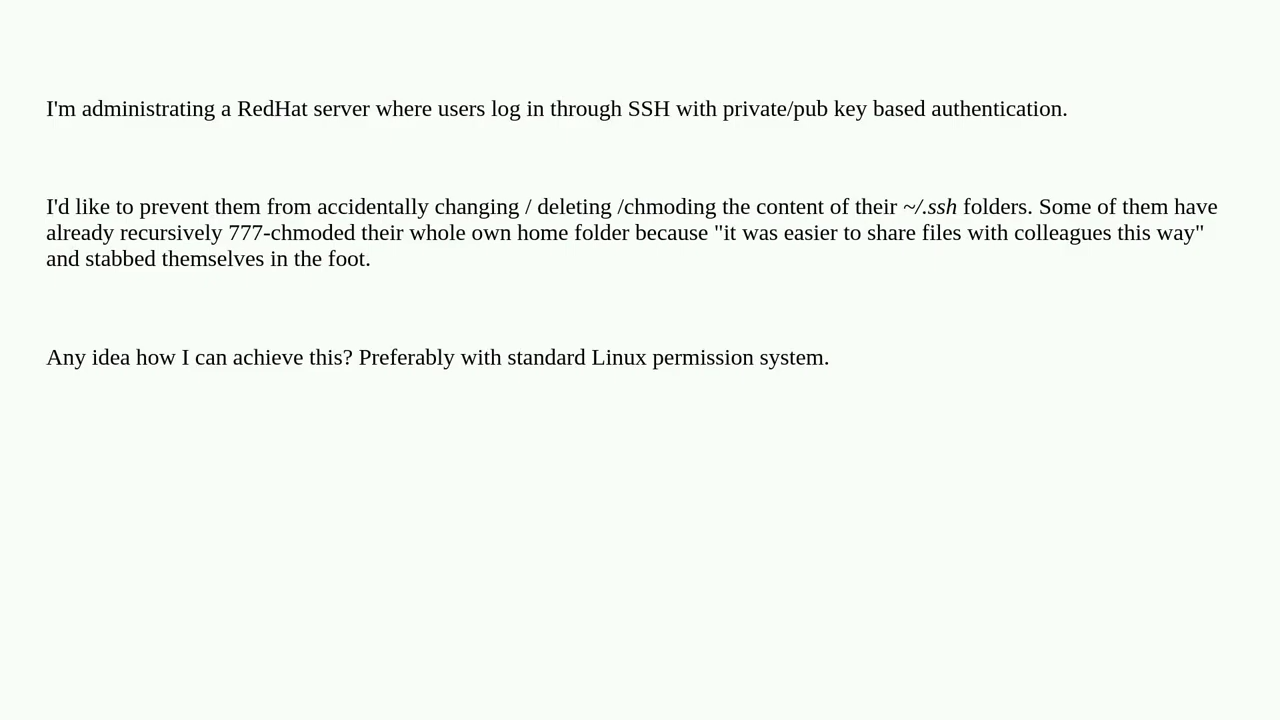 I'm administrating a RedHat server where users log in through SSH with private/pub key based authentication.
I'd like to prevent them from accidentally changing / deleting /chmoding the content of their ~/.ssh folders. Some of them have
already recursively 777-chmoded their whole own home folder because "it was easier to share files with colleagues this way"
and stabbed themselves in the foot.
Any idea how I can achieve this? Preferably with standard Linux permission system.